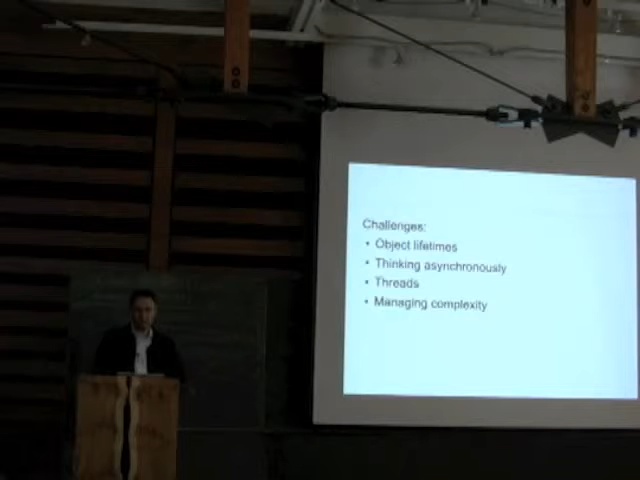 Challenges:
• Object lifetimes
• Thinking asynchronously
• Threads
• Managing complexity